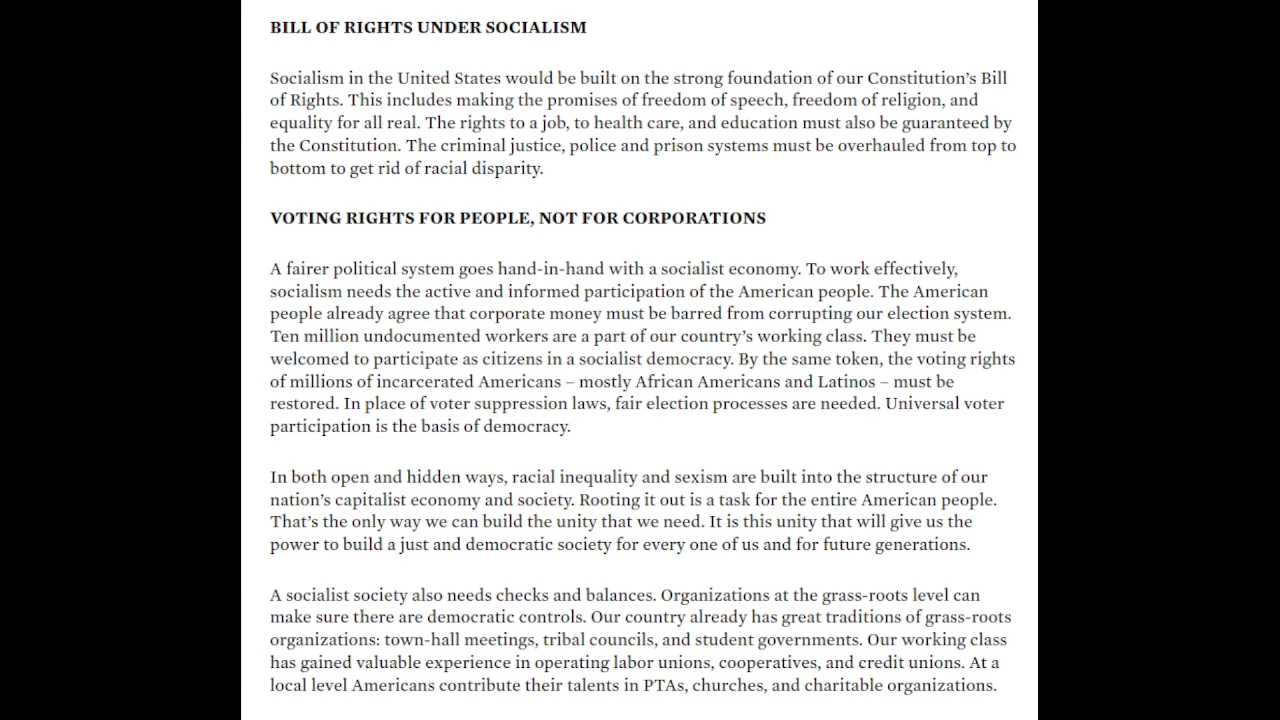 BILL OF RIGHTS UNDER SOCIALISM
Socialism in the United States would be built on the strong foundation of our Constitution’s Bill
of Rights. This includes making the promises of freedom of speech, freedom of religion, and
equality for all real. The rights to a job, to health care, and education must also be guaranteed by
the Constitution. The criminal justice, police and prison systems must be overhauled from top to
bottom to get rid of racial disparity.
VOTING RIGHTS FOR PEOPLE, NOT FOR CORPORATIONS
A fairer political system goes hand-in-hand with a socialist economy. To work effectively,
socialism needs the active and informed participation of the American people. The American
people already agree that corporate money must be barred from corrupting our election system.
Ten million undocumented workers are a part of our country’s working class. They must be
welcomed to participate as citizens in a socialist democracy. By the same token, the voting rights
of millions of incarcerated Americans – mostly African Americans and Latinos – must be
restored. In place of voter suppression laws, fair election processes are needed. Universal voter
participation is the basis of democracy.
In both open and hidden ways, racial inequality and sexism are built into the structure of our
nation’s capitalist economy and society. Rooting it out is a task for the entire American people.
That’s the only way we can build the unity that we need. It is this unity that will give us the
power to build a just and democratic society for every one of us and for future generations.
A socialist society also needs checks and balances. Organizations at the grass-roots level can
make sure there are democratic controls. Our country already has great traditions of grass-roots
organizations: town-hall meetings, tribal councils, and student governments. Our working class
has gained valuable experience in operating labor unions, cooperatives, and credit unions. At a
local level Americans contribute their talents in PTAs, churches, and charitable organizations.